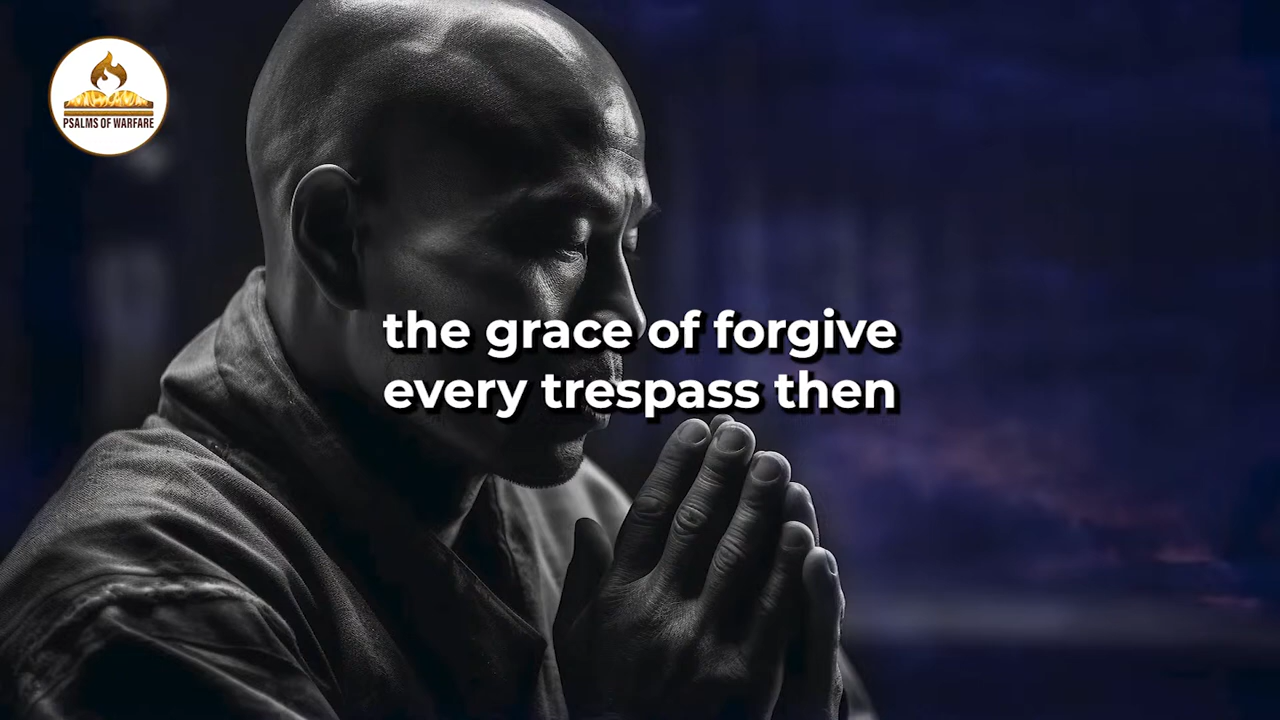 PSALMS OF WARFARE
the grace of forgive
every trespass then